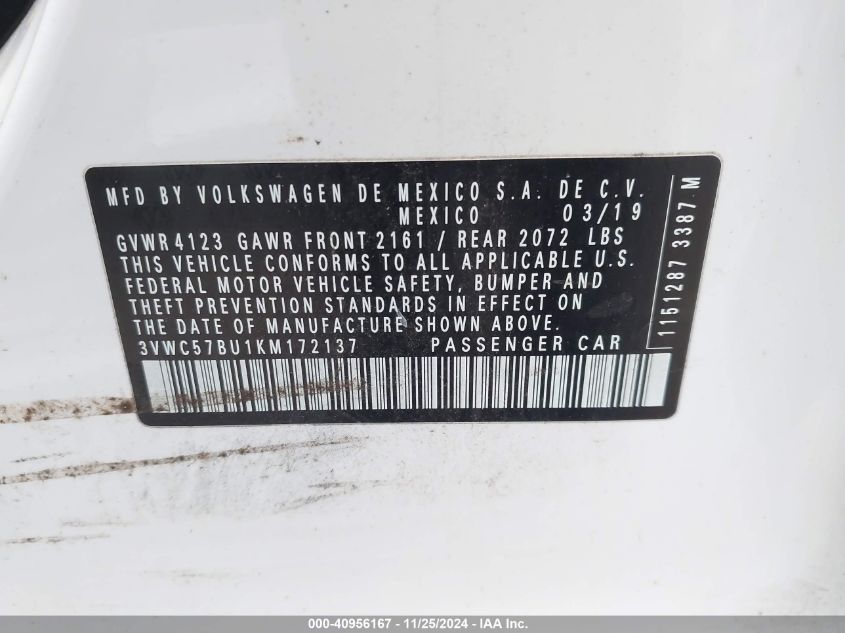 MFD BY VOLKSWAGEN DE MEXICO S.A. DE C.V.
MEXICO 03/19
GVWR 4123 GAWR FRONT 2161 / REAR 2072 LBS
THIS VEHICLE CONFORMS TO ALL APPLICABLE U.S.
FEDERAL MOTOR VEHICLE SAFETY, BUMPER AND
THEFT PREVENTION STANDARDS IN EFFECT ON
THE DATE OF MANUFACTURE SHOWN ABOVE.
3VWC57BU1KM172137 PASSENGER CAR
1151287 3387 M
000-40956167 - 11/25/2024 - IAA Inc.